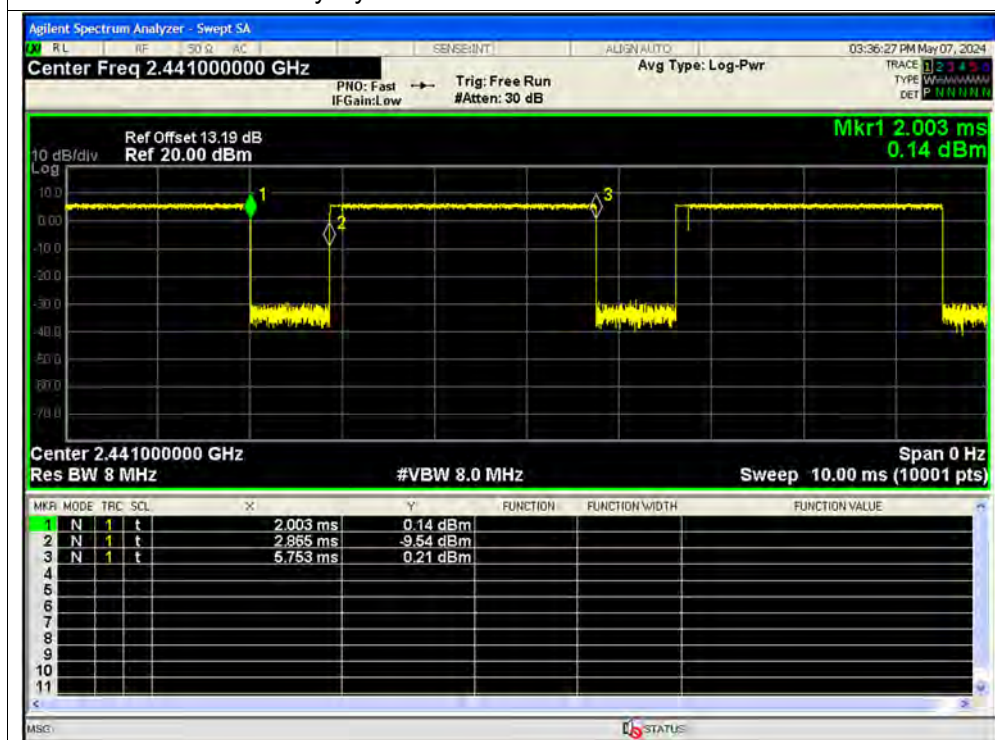 Agilent Spectrum Analyzer - Swept SA
RL RF 50 Ω AC SENSE:INT ALIGN AUTO 03:36:27 PM May 07, 2024
Center Freq 2.441000000 GHz
PNO: Fast
IFGain:Low
Trig: Free Run
#Atten: 30 dB
Avg Type: Log-Pwr
TRACE 1 2 3 4 5 6
TYPE
DET P N N N N N
Mkr1 2.003 ms
0.14 dBm
Ref Offset 13.19 dB
10 dB/div Ref 20.00 dBm
Log
10.0
0.00
-10.0
-20.0
-30.0
-40.0
-50.0
-60.0
-70.0
1
2
3
Center 2.441000000 GHz Span 0 Hz
Res BW 8 MHz #VBW 8.0 MHz Sweep 10.00 ms (10001 pts)
MKR MODE TRC SCL X Y FUNCTION FUNCTION WIDTH FUNCTION VALUE
1 N 1 t 2.003 ms 0.14 dBm
2 N 1 t 2.865 ms -9.54 dBm
3 N 1 t 5.753 ms 0.21 dBm
4
5
6
7
8
9
10
11
MSG STATUS